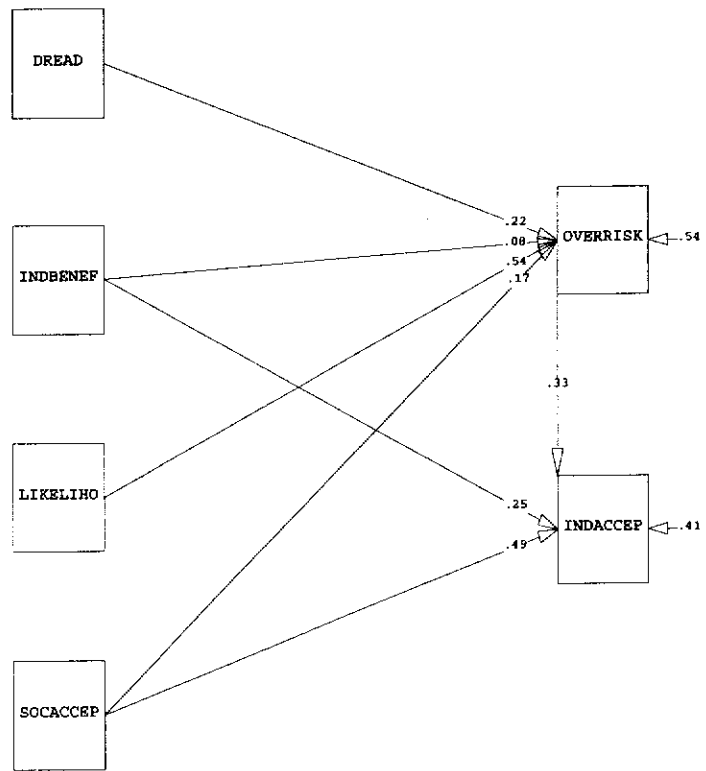 DREAD
.22
OVERRISK
.54
.08
INDBENEF
.54
.17
.33
LIKELIHO
.25
INDACCEP
.41
.49
SOCACCEP